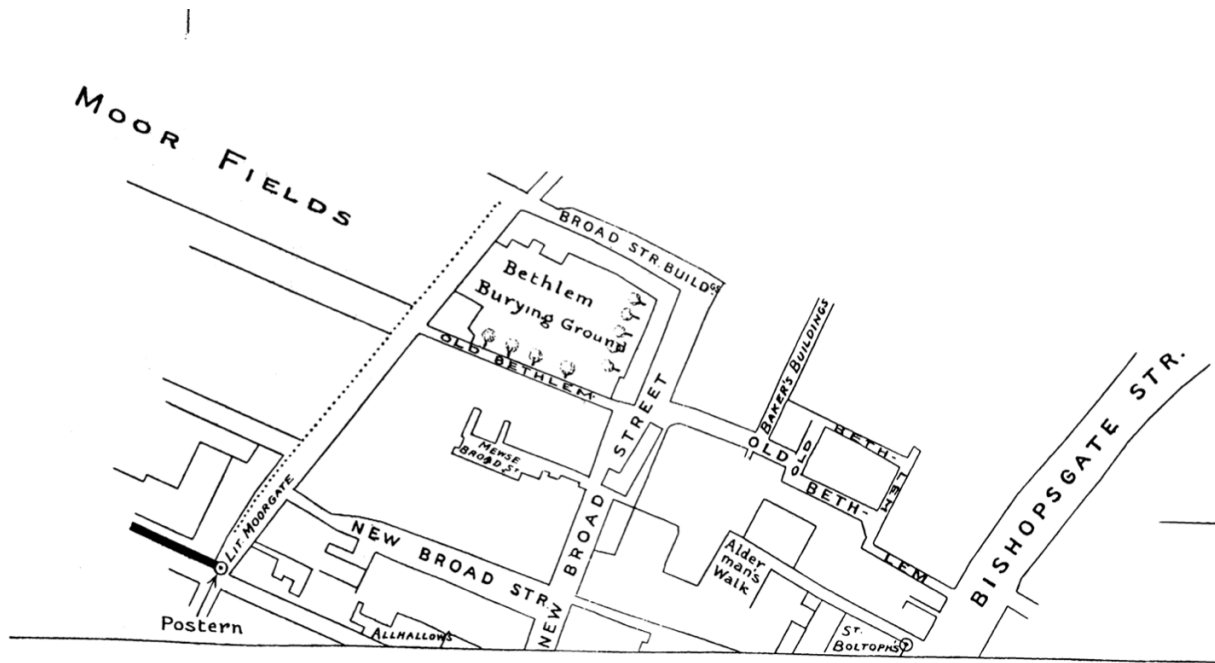 MOOR FIELDS
BROAD STR. BUILDGS
Bethlem
Burying Ground
OLD BETHLEM
BAKER'S BUILDINGS
STREET
BISHOPSGATE STR.
OLD
BETH-
LEM
OLD
BETH-
LEM
MEWSE
BROAD ST.
LIT. MOORGATE
NEW BROAD STR.
NEW BROAD
Alder
man's
Walk
Postern
ALLHALLOWS
ST.
BOLTOPH'S